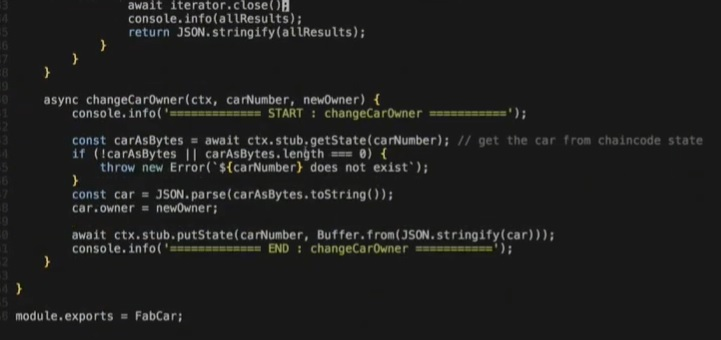 await iterator.close();
console.info(allResults);
return JSON.stringify(allResults);
}
}
}
async changeCarOwner(ctx, carNumber, newOwner) {
console.info('============= START : changeCarOwner ===========');
const carAsBytes = await ctx.stub.getState(carNumber); // get the car from chaincode state
if (!carAsBytes || carAsBytes.length === 0) {
throw new Error(`${carNumber} does not exist`);
}
const car = JSON.parse(carAsBytes.toString());
car.owner = newOwner;
await ctx.stub.putState(carNumber, Buffer.from(JSON.stringify(car)));
console.info('============= END : changeCarOwner ===========');
}
}
module.exports = FabCar;